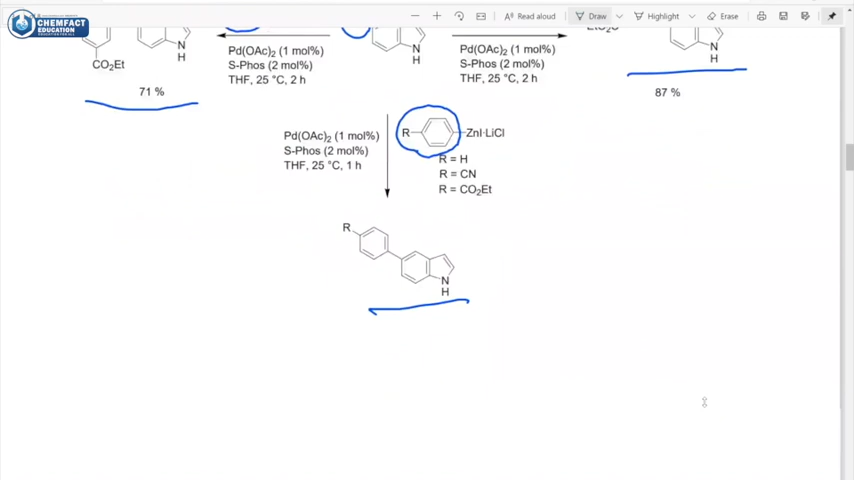 CHEMFACT
EDUCATION
Read aloud
Draw
Highlight
Erase
N
H
CO₂Et
71 %
Pd(OAc)₂ (1 mol%)
S-Phos (2 mol%)
THF, 25 °C, 2 h
N
H
Pd(OAc)₂ (1 mol%)
S-Phos (2 mol%)
THF, 25 °C, 2 h
N
H
87 %
Pd(OAc)₂ (1 mol%)
S-Phos (2 mol%)
THF, 25 °C, 1 h
R
ZnI·LiCl
R = H
R = CN
R = CO₂Et
R
N
H